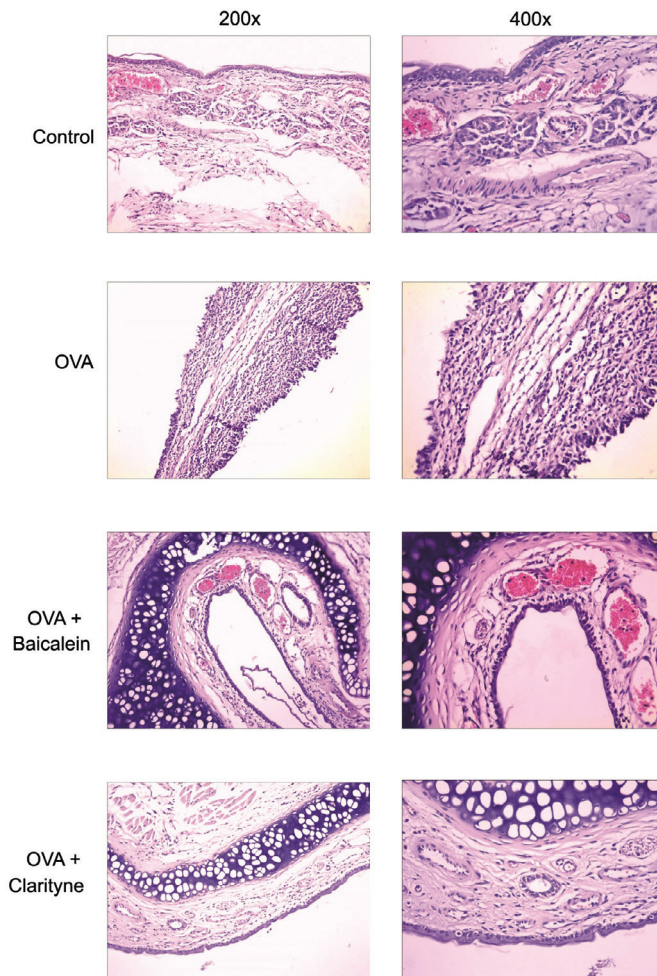 200x
400x
Control
OVA
OVA +
Baicalein
OVA +
Clarityne